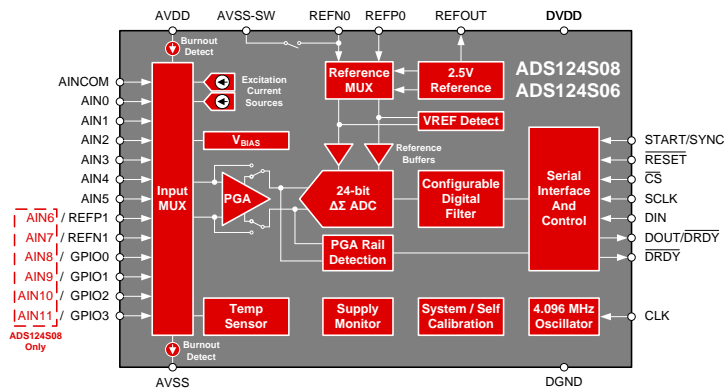 AVDD
AVSS-SW
REFN0
REFP0
REFOUT
DVDD
Burnout
Detect
Reference
MUX
2.5V
Reference
ADS124S08
ADS124S06
Excitation
Current
Sources
VREF Detect
VBIAS
Reference
Buffers
AINCOM
AIN0
AIN1
AIN2
AIN3
AIN4
AIN5
AIN6 / REFP1
AIN7 / REFN1
AIN8 / GPIO0
AIN9 / GPIO1
AIN10 / GPIO2
AIN11 / GPIO3
ADS124S08
Only
Input
MUX
PGA
24-bit
ΔΣ ADC
Configurable
Digital
Filter
Serial
Interface
And
Control
START/SYNC
RESET
CS
SCLK
DIN
DOUT/DRDY
DRDY
PGA Rail
Detection
Temp
Sensor
Supply
Monitor
System / Self
Calibration
4.096 MHz
Oscillator
CLK
Burnout
Detect
AVSS
DGND